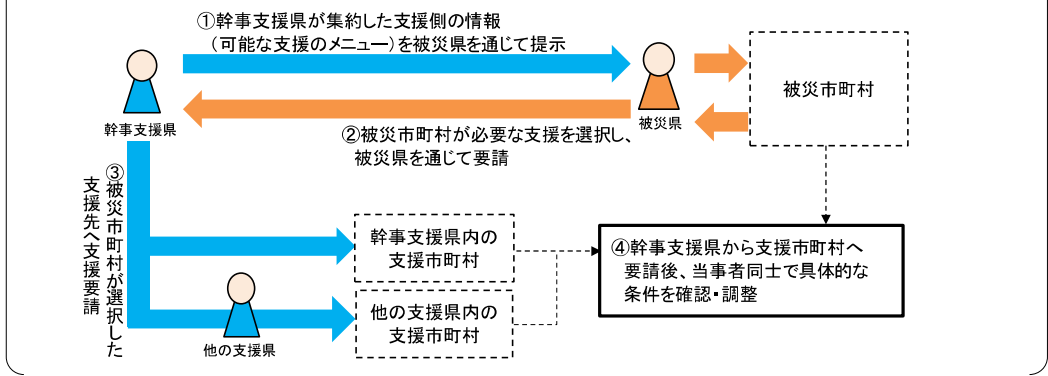 ①幹事支援県が集約した支援側の情報
（可能な支援のメニュー）を被災県を通じて提示
幹事支援県
被災県
被災市町村
②被災市町村が必要な支援を選択し、
被災県を通じて要請
③被災市町村が選択した
支援先へ支援要請
幹事支援県内の
支援市町村
他の支援県
他の支援県内の
支援市町村
④幹事支援県から支援市町村へ
要請後、当事者同士で具体的な
条件を確認・調整